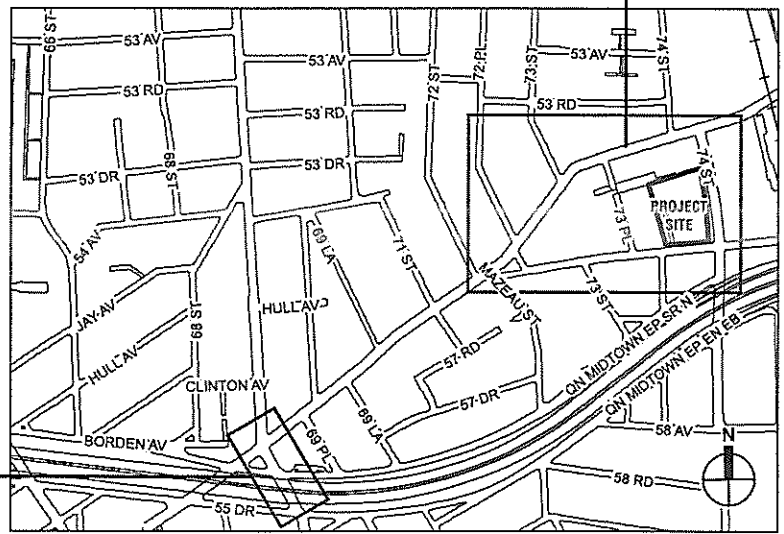 66 ST
53 AV
53 AV
72 ST
72 PL
73 ST
53 AV
74 ST
53 RD
53 RD
53 RD
68 ST
53 DR
53 DR
74 ST
PROJECT
SITE
73 PL
54 AV
69 LA
71 ST
MAZEAU ST
73 ST
HULL AV
JAY AV
68 ST
QN MIDTOWN EP SR N
QN MIDTOWN EP EN EB
HULL AV
57 RD
CLINTON AV
69 LA
57 DR
58 AV
BORDEN AV
69 PL
N
58 RD
55 DR